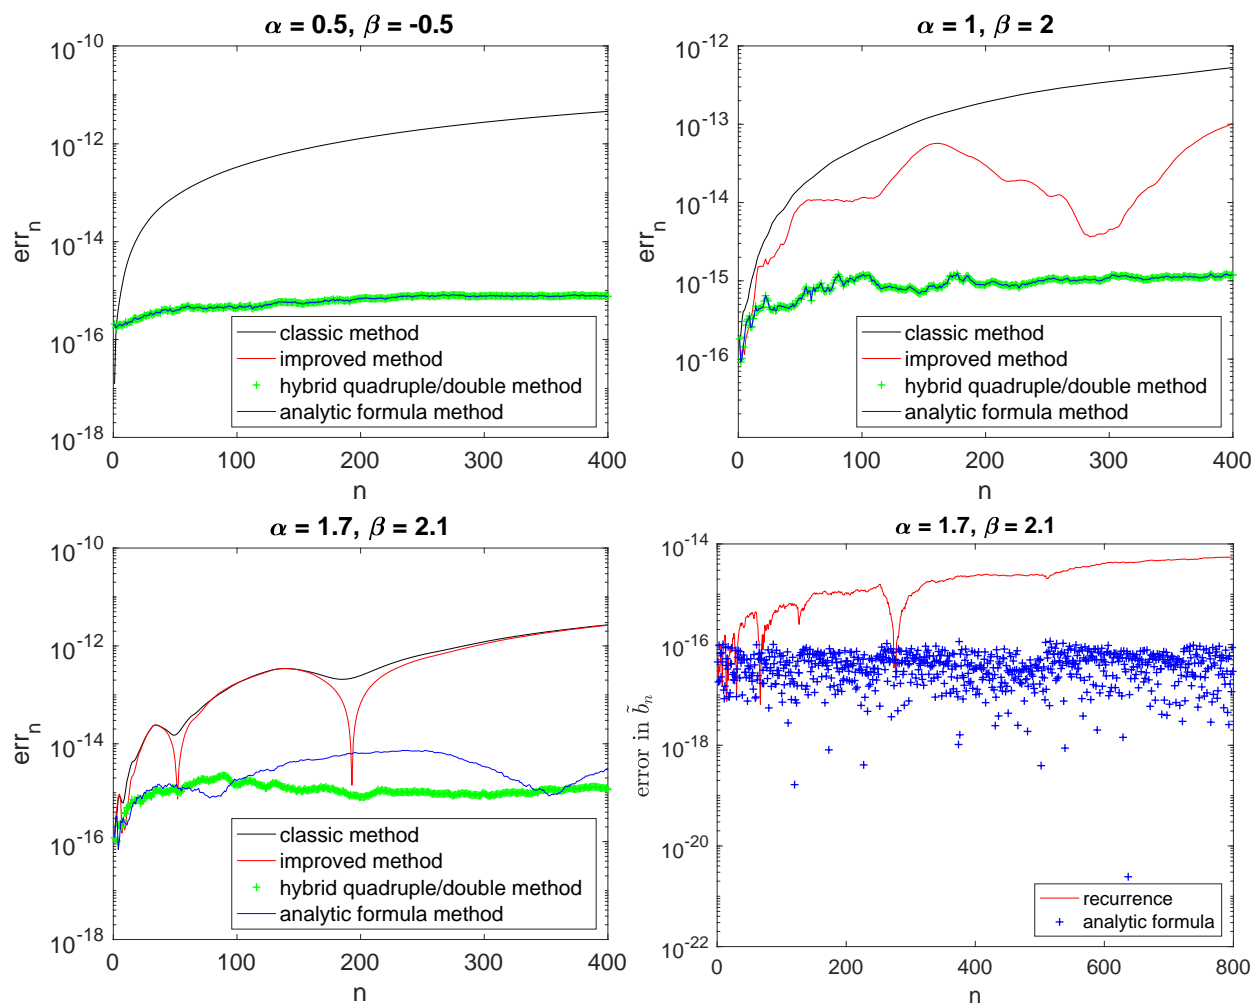 α = 0.5, β = -0.5
10^-10
10^-12
10^-14
10^-16
10^-18
err_n
0 100 200 300 400
n
classic method
improved method
hybrid quadruple/double method
analytic formula method
α = 1, β = 2
10^-12
10^-13
10^-14
10^-15
10^-16
err_n
0 100 200 300 400
n
classic method
improved method
hybrid quadruple/double method
analytic formula method
α = 1.7, β = 2.1
10^-10
10^-12
10^-14
10^-16
10^-18
err_n
0 100 200 300 400
n
classic method
improved method
hybrid quadruple/double method
analytic formula method
α = 1.7, β = 2.1
10^-14
10^-16
10^-18
10^-20
10^-22
error in b̃_n
0 200 400 600 800
n
recurrence
analytic formula